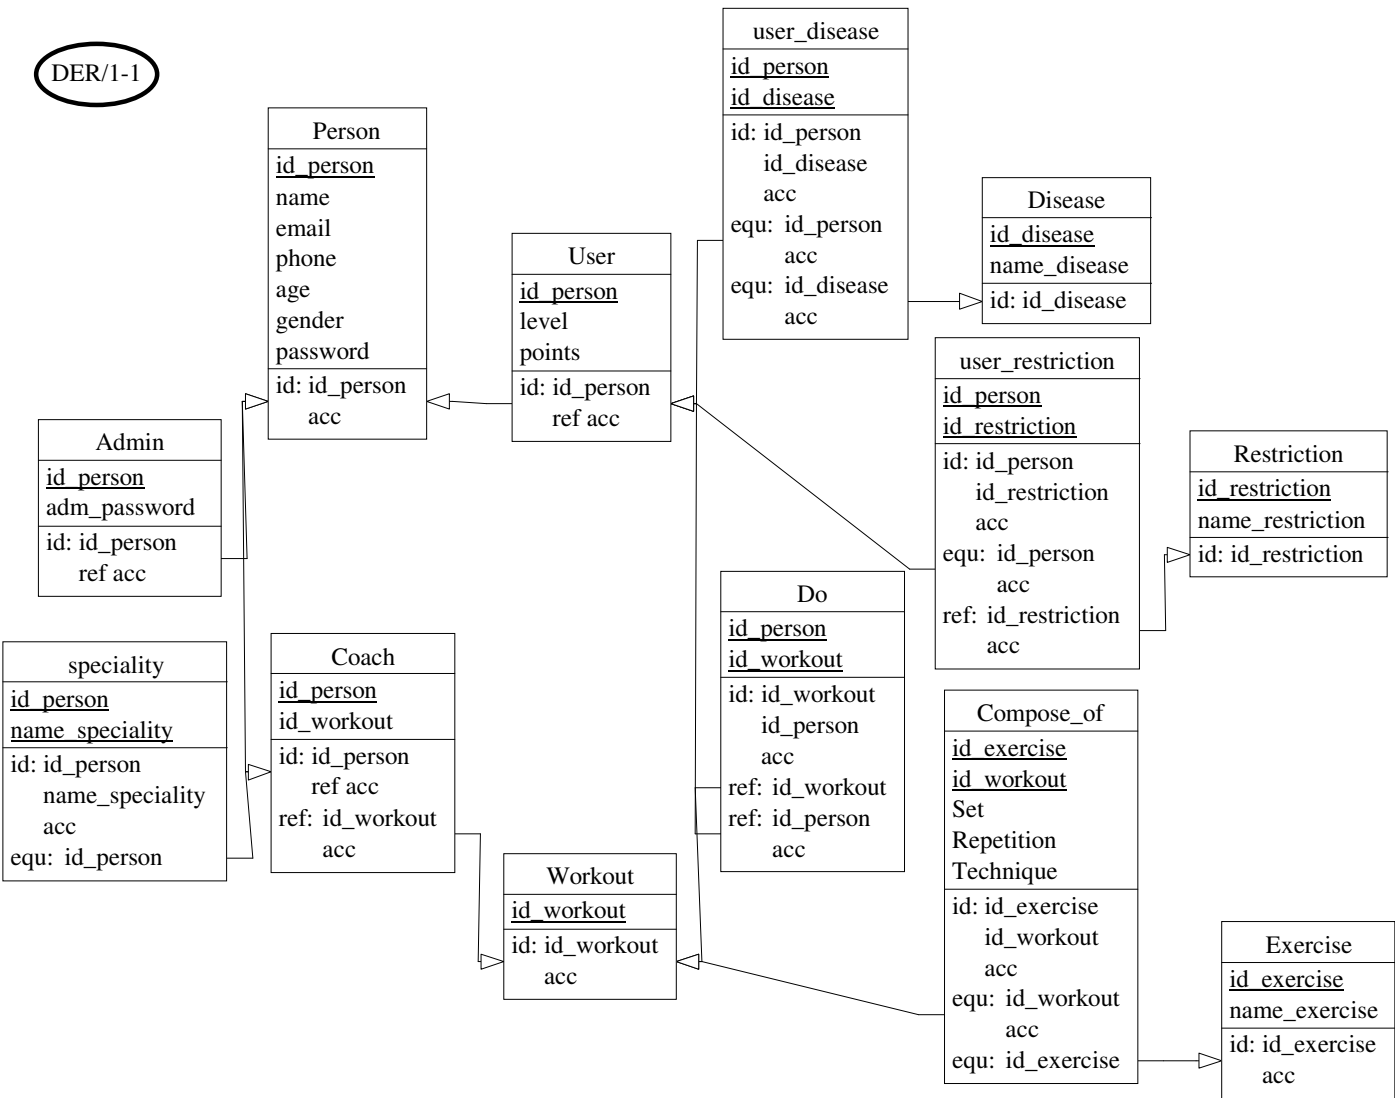 DER/1-1
Person
id_person
name
email
phone
age
gender
password
id: id_person
acc
User
id_person
level
points
id: id_person
ref acc
user_disease
id_person
id_disease
id: id_person
id_disease
acc
equ: id_person
acc
equ: id_disease
acc
Disease
id_disease
name_disease
id: id_disease
user_restriction
id_person
id_restriction
id: id_person
id_restriction
acc
equ: id_person
acc
ref: id_restriction
acc
Restriction
id_restriction
name_restriction
id: id_restriction
Admin
id_person
adm_password
id: id_person
ref acc
speciality
id_person
name_speciality
id: id_person
name_speciality
acc
equ: id_person
Coach
id_person
id_workout
id: id_person
ref acc
ref: id_workout
acc
Workout
id_workout
id: id_workout
acc
Do
id_person
id_workout
id: id_workout
id_person
acc
ref: id_workout
ref: id_person
acc
Compose_of
id_exercise
id_workout
Set
Repetition
Technique
id: id_exercise
id_workout
acc
equ: id_workout
acc
equ: id_exercise
Exercise
id_exercise
name_exercise
id: id_exercise
acc